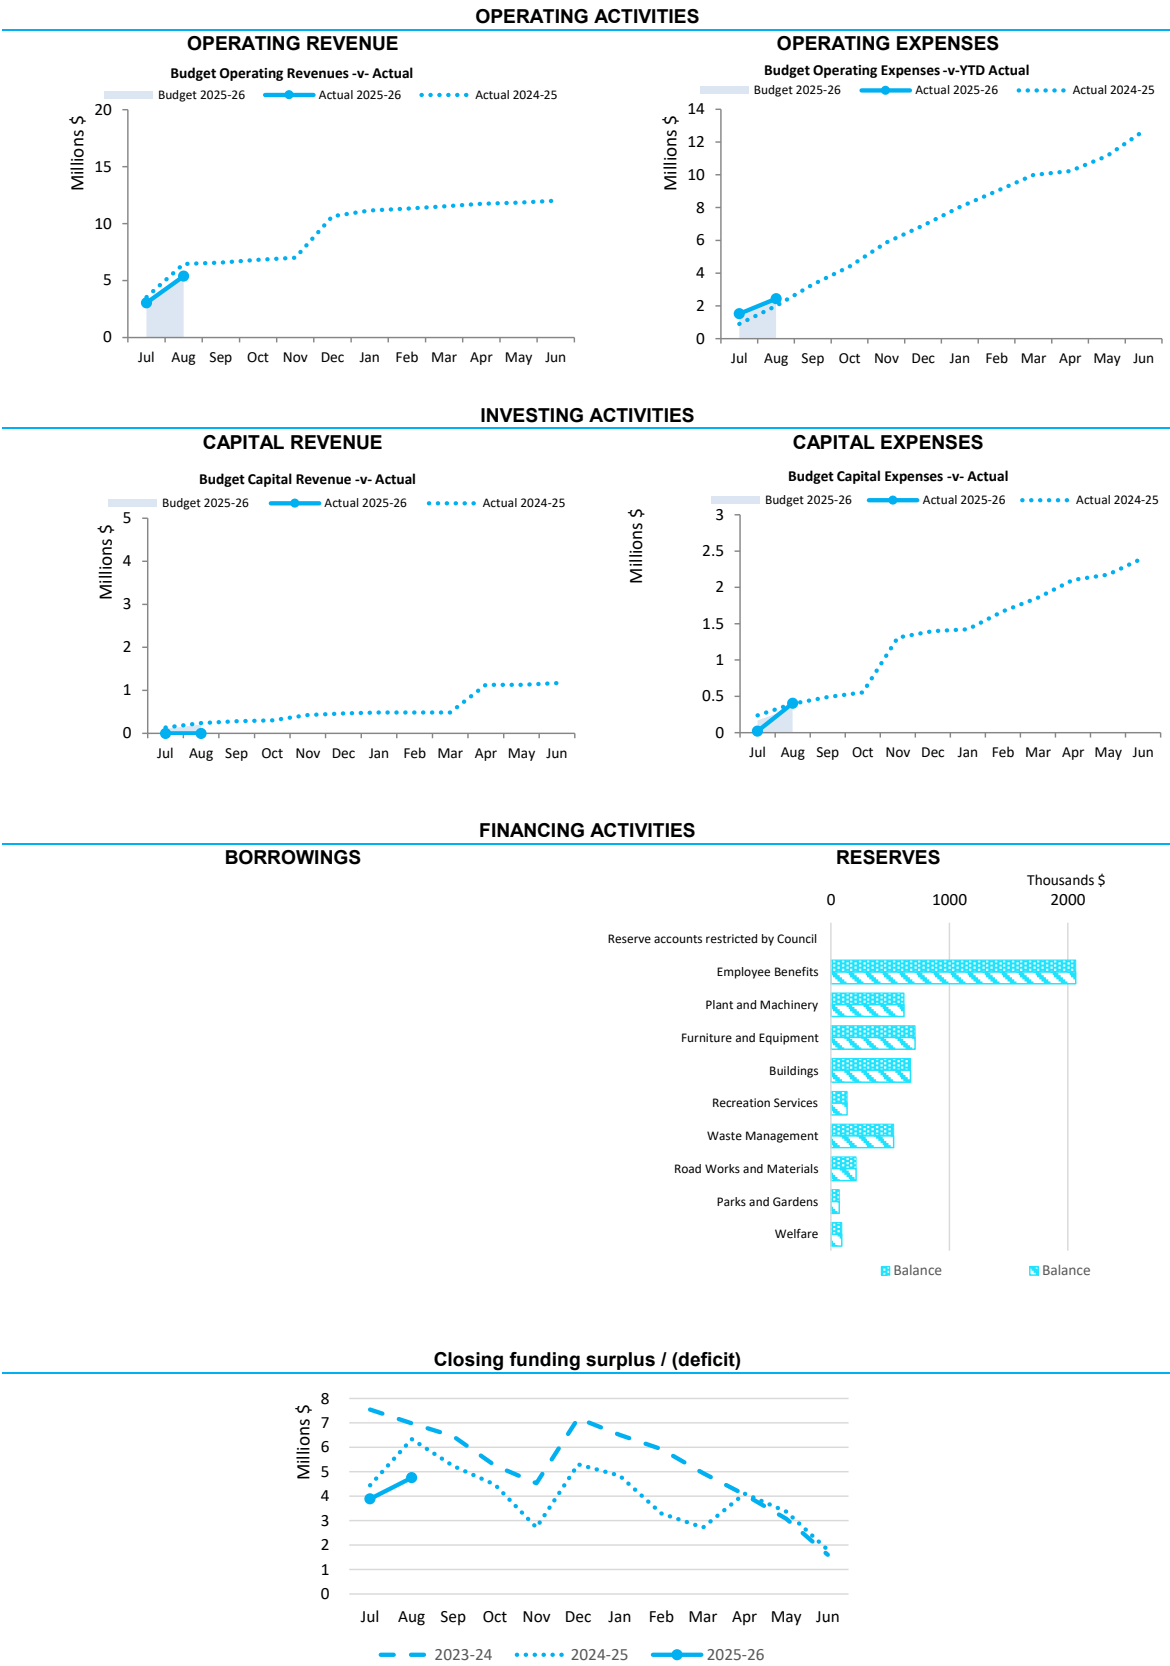 OPERATING ACTIVITIES
OPERATING REVENUE
Budget Operating Revenues -v- Actual
Budget 2025-26 Actual 2025-26 Actual 2024-25
Millions $
20
15
10
5
0
Jul Aug Sep Oct Nov Dec Jan Feb Mar Apr May Jun
OPERATING EXPENSES
Budget Operating Expenses -v-YTD Actual
Budget 2025-26 Actual 2025-26 Actual 2024-25
Millions $
14
12
10
8
6
4
2
0
Jul Aug Sep Oct Nov Dec Jan Feb Mar Apr May Jun
INVESTING ACTIVITIES
CAPITAL REVENUE
Budget Capital Revenue -v- Actual
Budget 2025-26 Actual 2025-26 Actual 2024-25
Millions $
5
4
3
2
1
0
Jul Aug Sep Oct Nov Dec Jan Feb Mar Apr May Jun
CAPITAL EXPENSES
Budget Capital Expenses -v- Actual
Budget 2025-26 Actual 2025-26 Actual 2024-25
Millions $
3
2.5
2
1.5
1
0.5
0
Jul Aug Sep Oct Nov Dec Jan Feb Mar Apr May Jun
FINANCING ACTIVITIES
BORROWINGS
RESERVES
Thousands $
0 1000 2000
Reserve accounts restricted by Council
Employee Benefits
Plant and Machinery
Furniture and Equipment
Buildings
Recreation Services
Waste Management
Road Works and Materials
Parks and Gardens
Welfare
Balance Balance
Closing funding surplus / (deficit)
Millions $
8
7
6
5
4
3
2
1
0
Jul Aug Sep Oct Nov Dec Jan Feb Mar Apr May Jun
2023-24 2024-25 2025-26